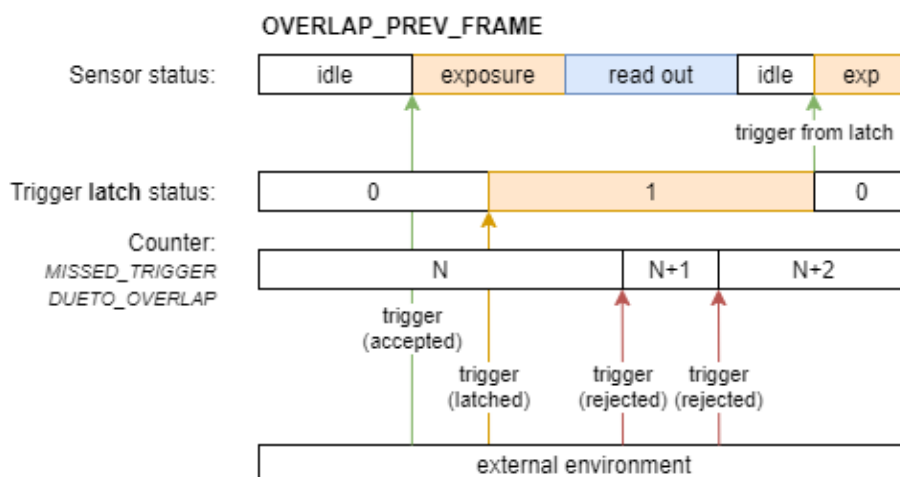 OVERLAP_PREV_FRAME
Sensor status:
idle
exposure
read out
idle
exp
trigger from latch
Trigger latch status:
0
1
0
Counter:
MISSED_TRIGGER
DUETO_OVERLAP
N
N+1
N+2
trigger
(accepted)
trigger
(latched)
trigger
(rejected)
trigger
(rejected)
external environment